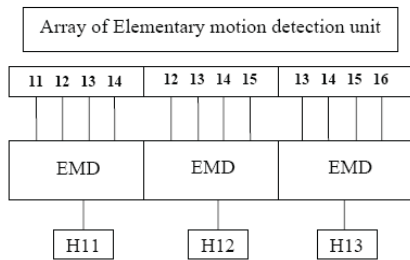 Array of Elementary motion detection unit
11 12 13 14 12 13 14 15 13 14 15 16
EMD EMD EMD
H11 H12 H13